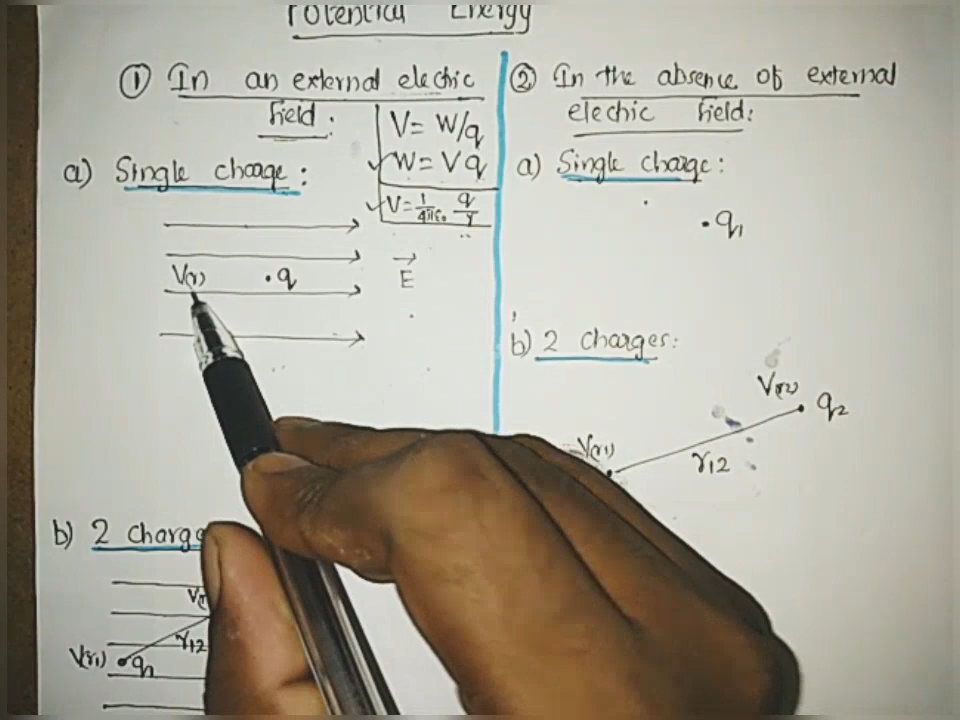 Potential Energy
① In an external electric
field:
V = W/q
W = Vq
V = 1/4πε₀ q/r
a) Single charge:
V(r) . q
E
b) 2 charge
V(r
r12
V(r1) q1
② In the absence of external
electric field:
a) Single charge:
. q1
b) 2 charges:
V(r2) q2
V(r1)
r12